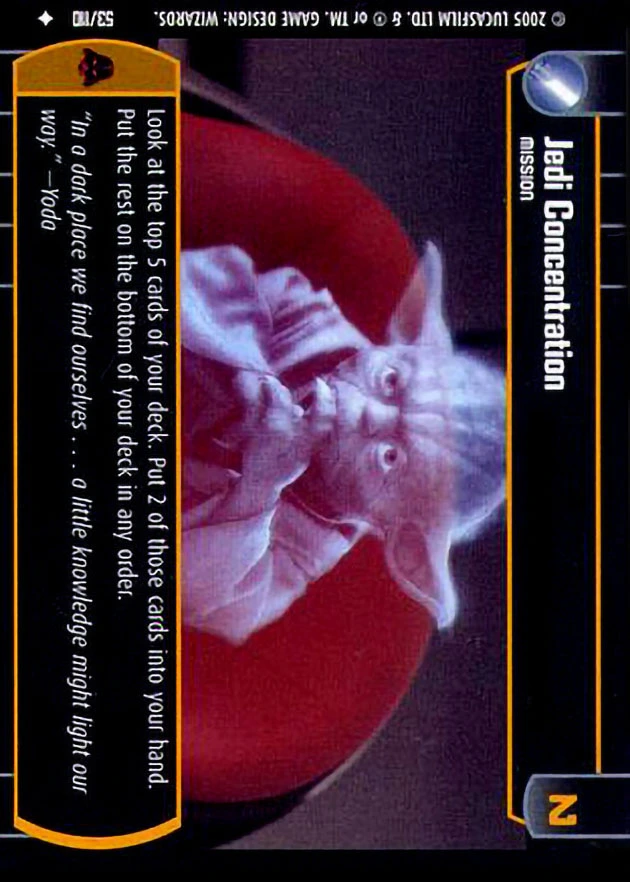 Jedi Concentration
MISSION
2
Look at the top 5 cards of your deck. Put 2 of those cards into your hand.
Put the rest on the bottom of your deck in any order.
“In a dark place we find ourselves . . . a little knowledge might light our
way.” —Yoda
© 2005 LUCASFILM LTD. & ® or TM. GAME DESIGN: WIZARDS.
53/110